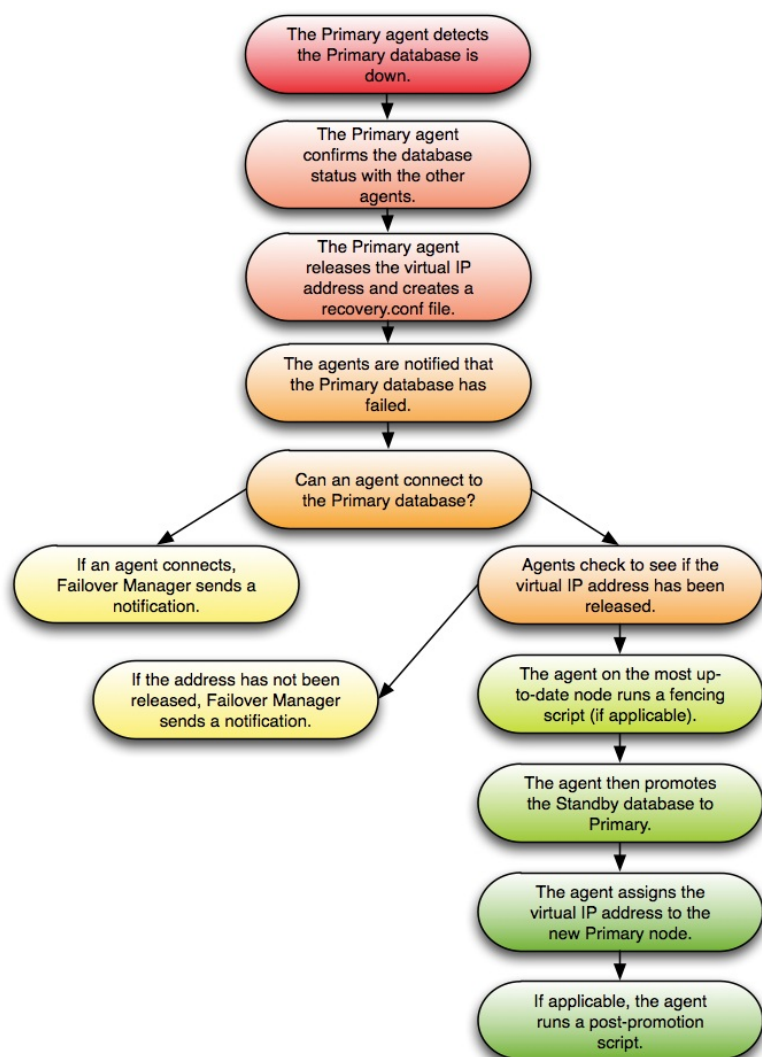 The Primary agent detects
the Primary database is
down.
The Primary agent
confirms the database
status with the other
agents.
The Primary agent
releases the virtual IP
address and creates a
recovery.conf file.
The agents are notified that
the Primary database has
failed.
Can an agent connect to
the Primary database?
If an agent connects,
Failover Manager sends a
notification.
Agents check to see if the
virtual IP address has been
released.
If the address has not been
released, Failover Manager
sends a notification.
The agent on the most up-
to-date node runs a fencing
script (if applicable).
The agent then promotes
the Standby database to
Primary.
The agent assigns the
virtual IP address to the
new Primary node.
If applicable, the agent
runs a post-promotion
script.